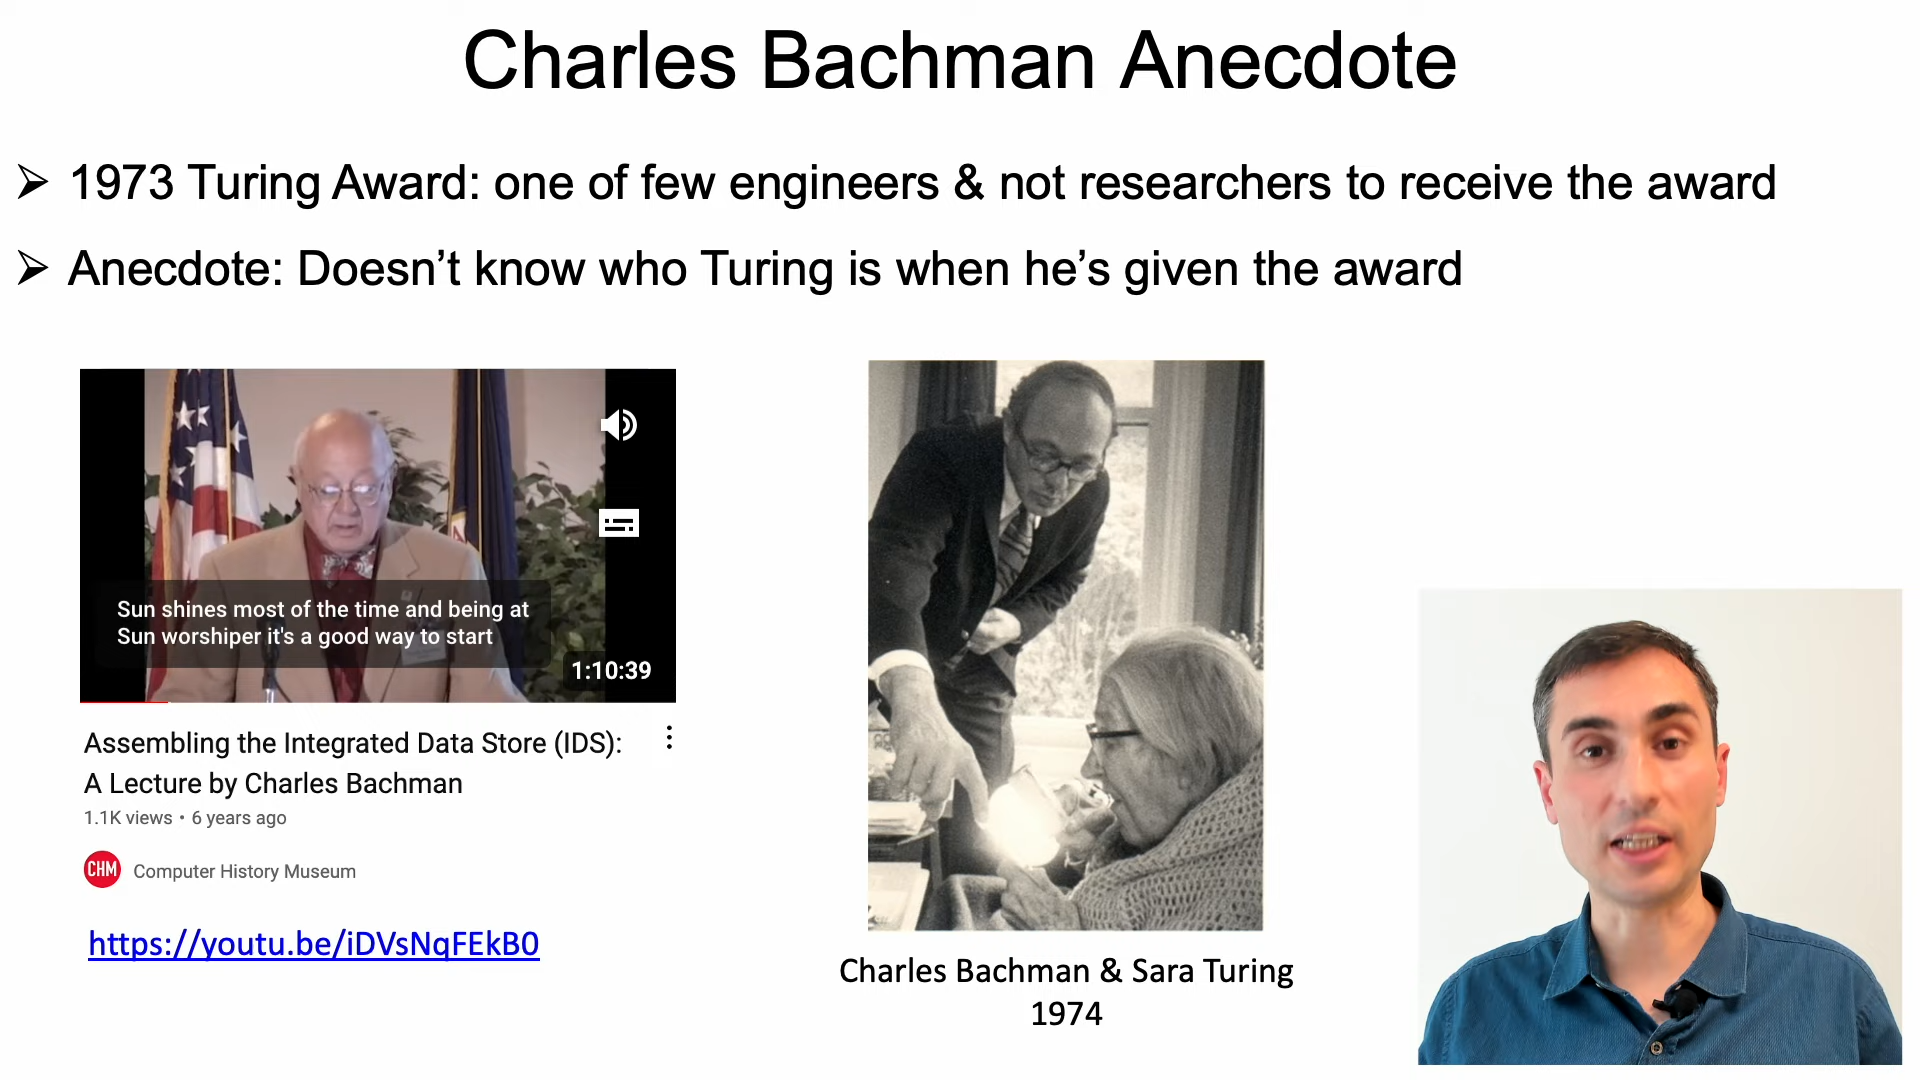 Charles Bachman Anecdote
➢ 1973 Turing Award: one of few engineers & not researchers to receive the award
➢ Anecdote: Doesn’t know who Turing is when he’s given the award
Sun shines most of the time and being at
Sun worshiper it's a good way to start
1:10:39
Assembling the Integrated Data Store (IDS):
A Lecture by Charles Bachman
1.1K views • 6 years ago
CHM Computer History Museum
https://youtu.be/iDVsNqFEkB0
Charles Bachman & Sara Turing
1974